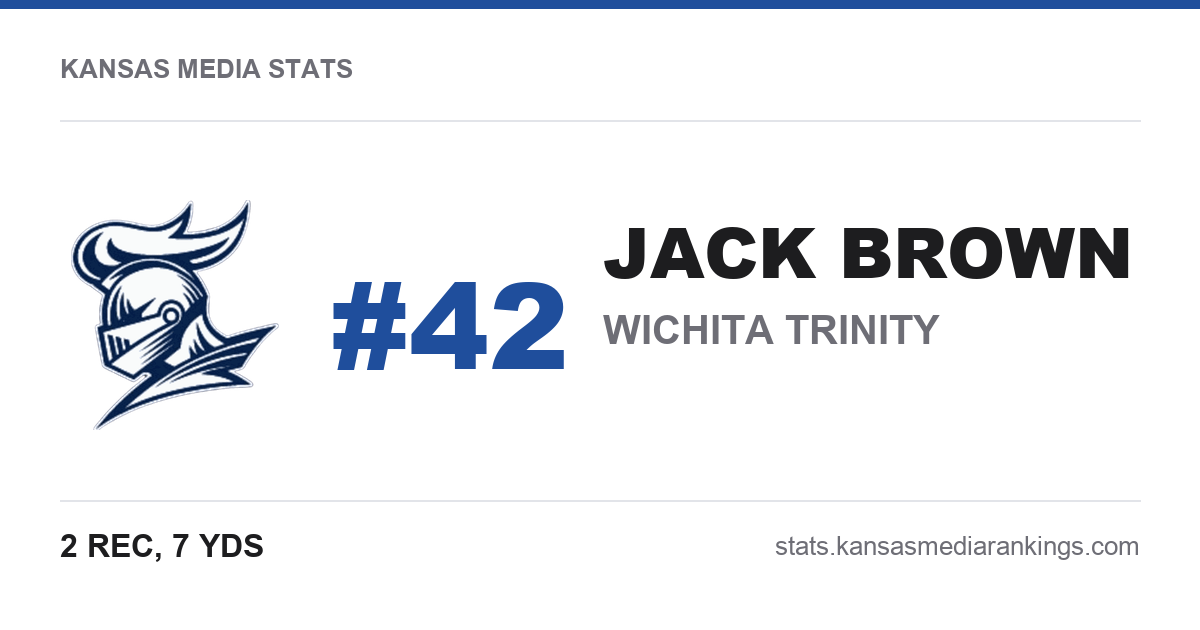 KANSAS MEDIA STATS
#42
JACK BROWN
WICHITA TRINITY
2 REC, 7 YDS
stats.kansasmediarankings.com